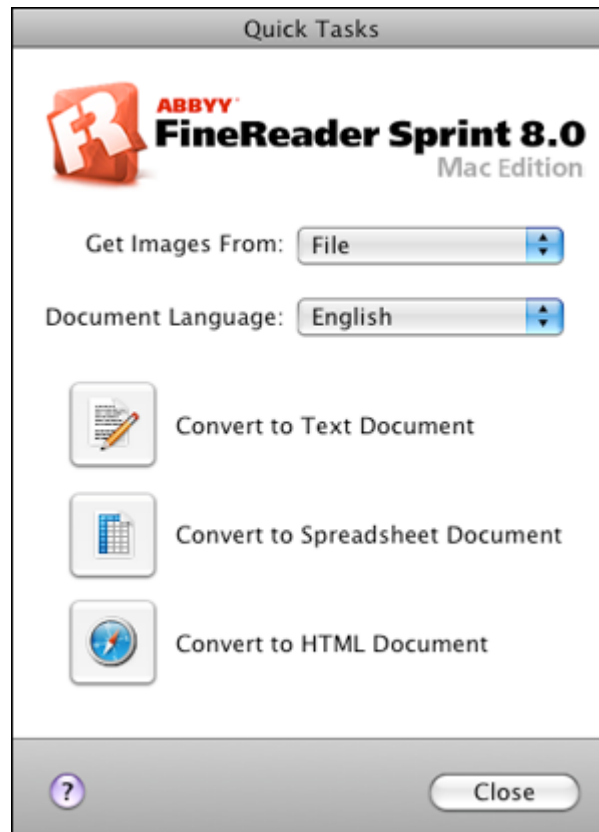 Quick Tasks
ABBYY
FineReader Sprint 8.0
Mac Edition
Get Images From: File
Document Language: English
Convert to Text Document
Convert to Spreadsheet Document
Convert to HTML Document
? Close